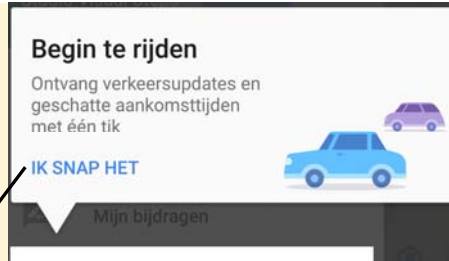 Begin te rijden
Ontvang verkeersupdates en
geschatte aankomsttijden
met één tik
IK SNAP HET
Mijn bijdragen